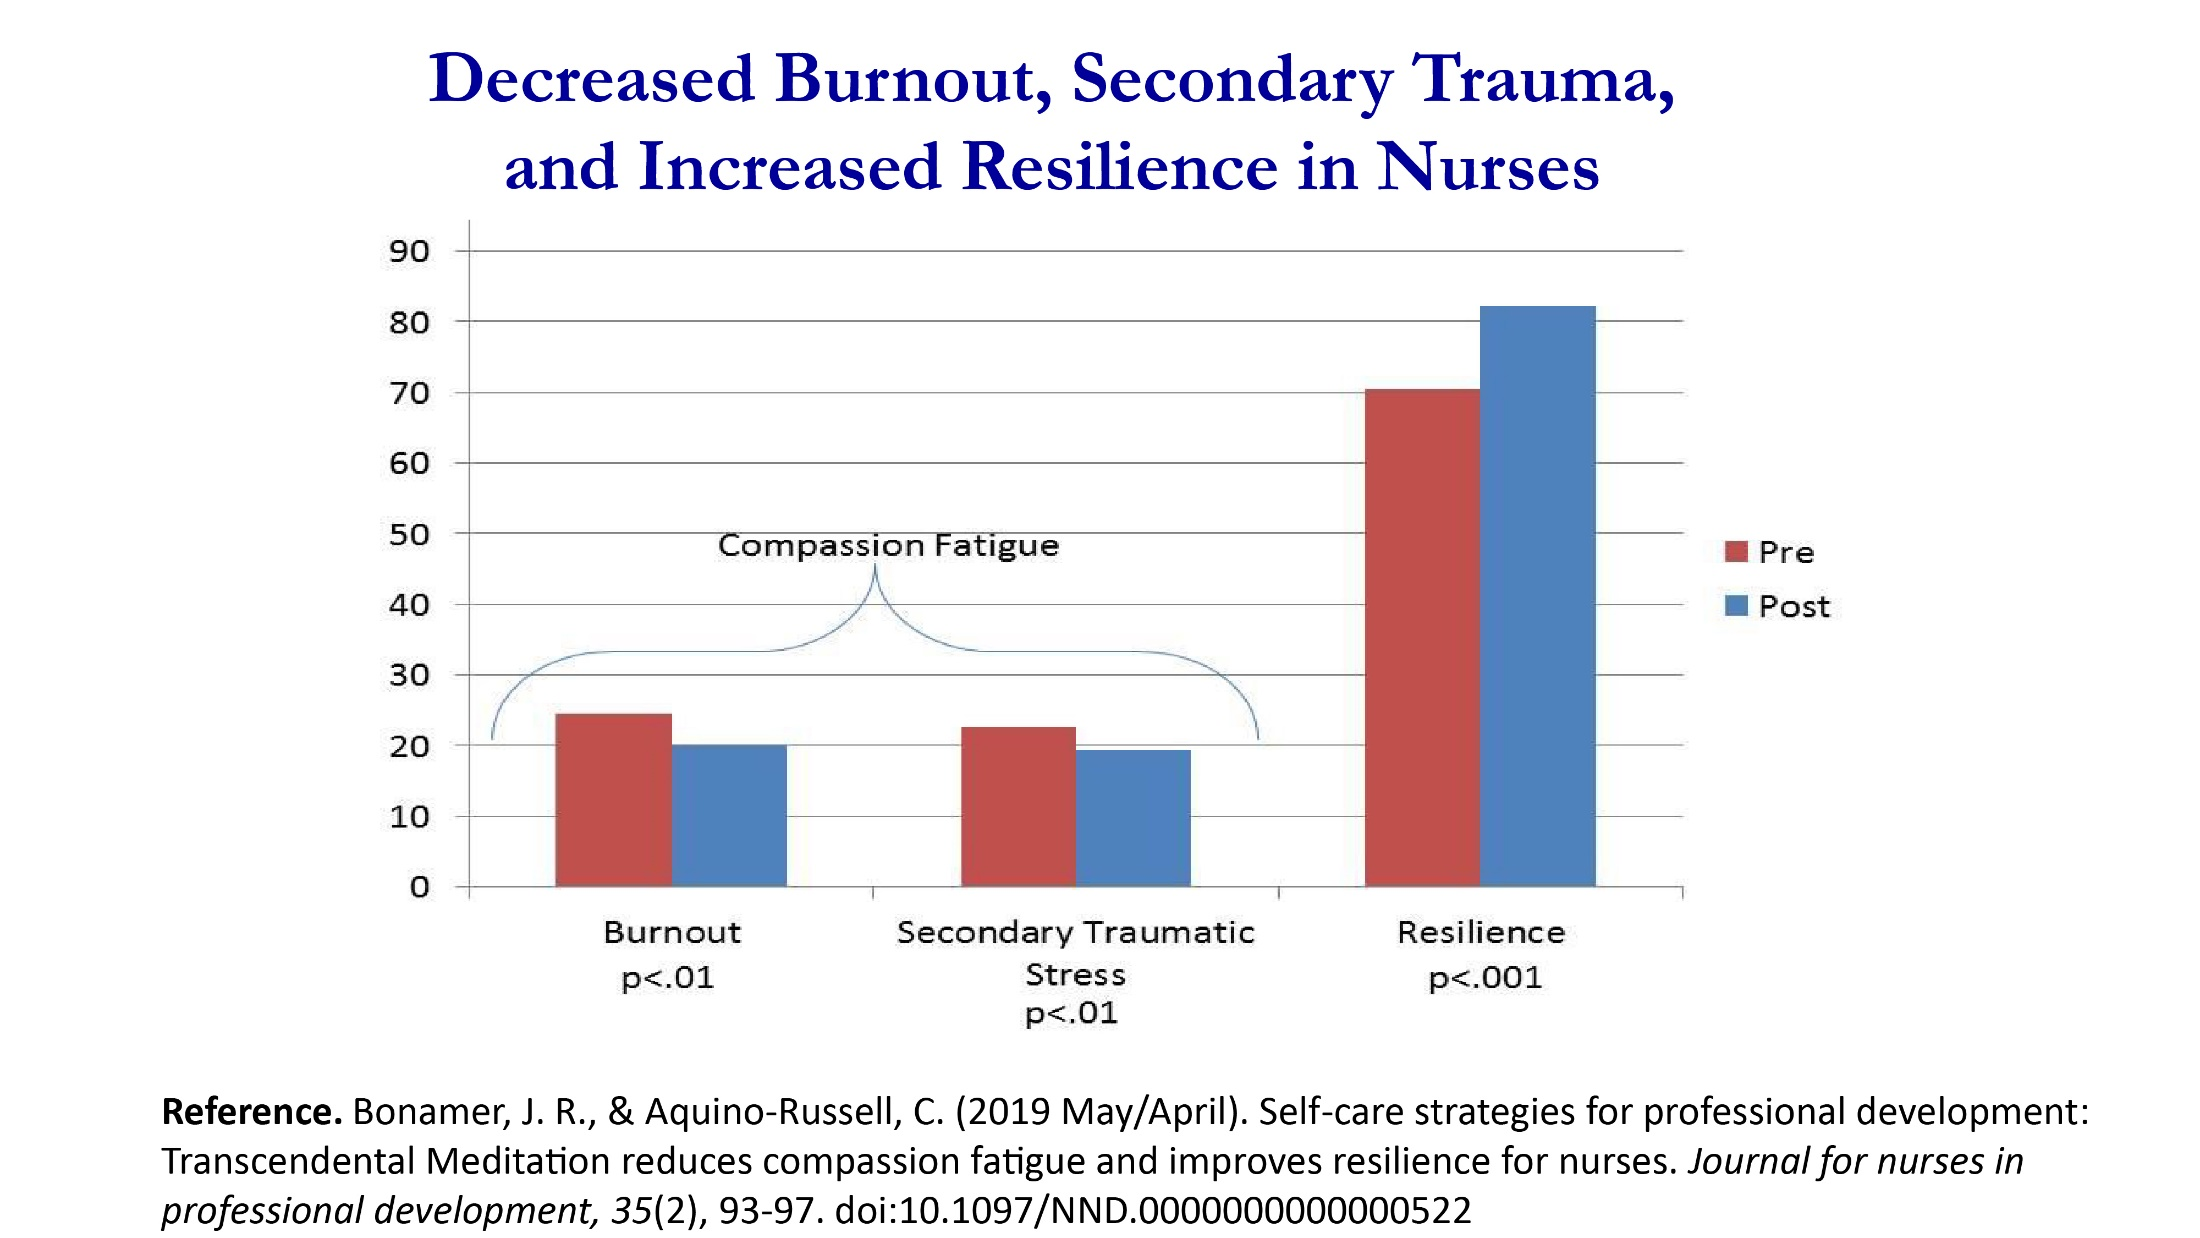 Decreased Burnout, Secondary Trauma,
and Increased Resilience in Nurses
90
80
70
60
50
40
30
20
10
0
Compassion Fatigue
Pre
Post
Burnout
p<.01
Secondary Traumatic
Stress
p<.01
Resilience
p<.001
Reference. Bonamer, J. R., & Aquino-Russell, C. (2019 May/April). Self-care strategies for professional development:
Transcendental Meditation reduces compassion fatigue and improves resilience for nurses. Journal for nurses in
professional development, 35(2), 93-97. doi:10.1097/NND.0000000000000522